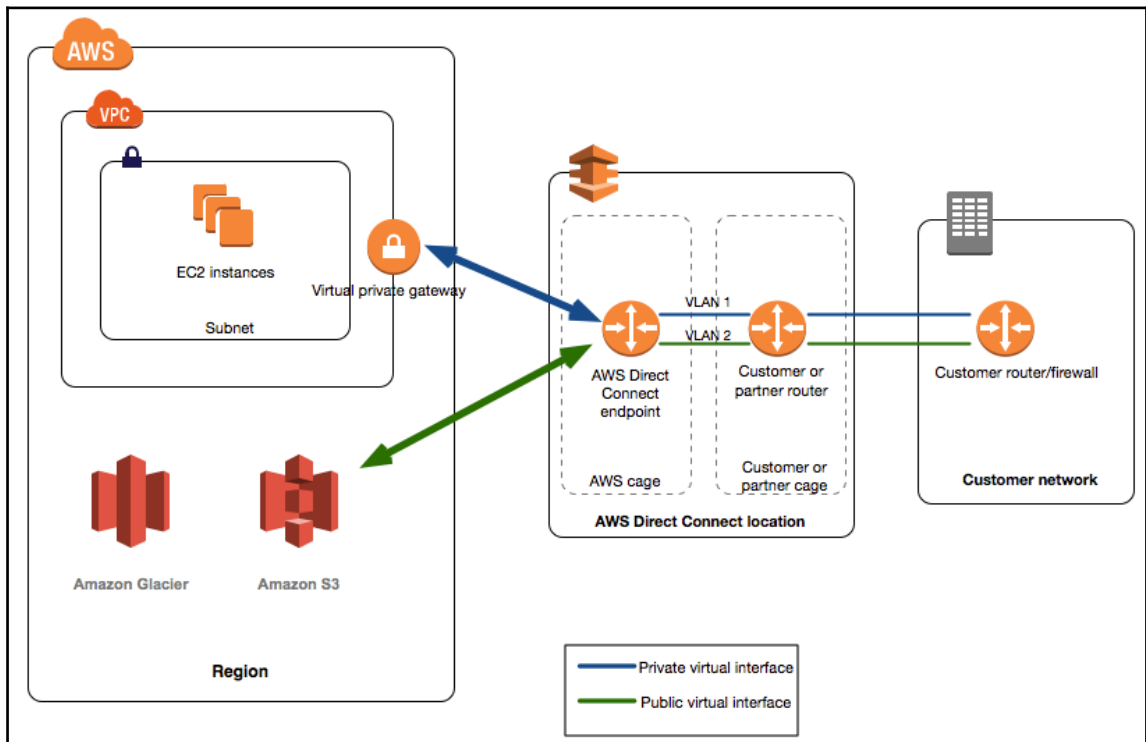 AWS
VPC
EC2 instances
Subnet
Virtual private gateway
Amazon Glacier
Amazon S3
Region
VLAN 1
VLAN 2
AWS Direct
Connect
endpoint
AWS cage
Customer or
partner router
Customer or
partner cage
AWS Direct Connect location
Customer router/firewall
Customer network
Private virtual interface
Public virtual interface